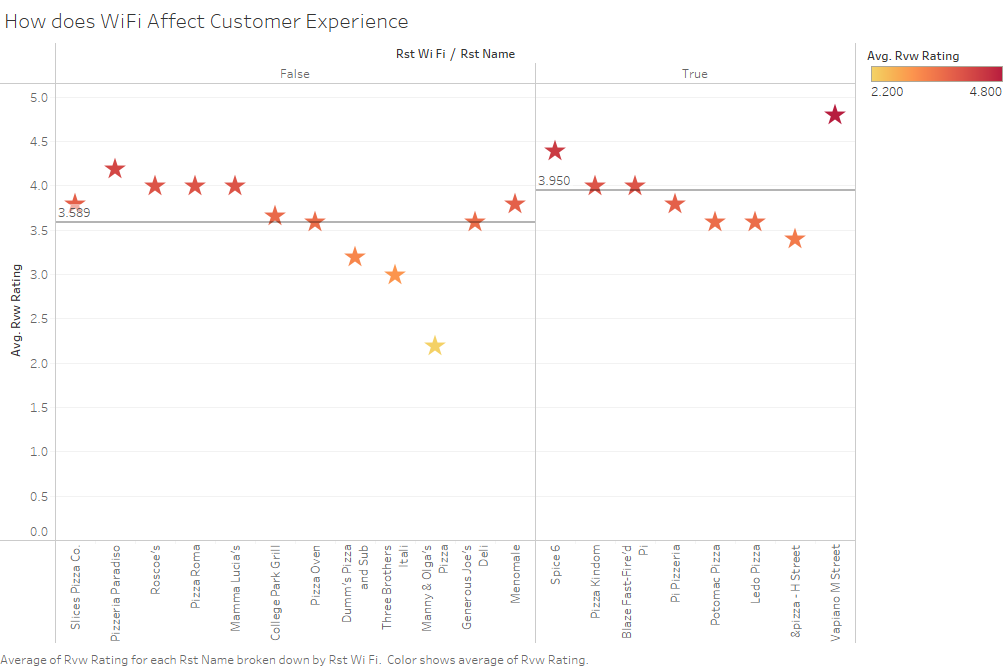 How does WiFi Affect Customer Experience
Rst Wi Fi / Rst Name
False
True
Avg. Rvw Rating
2.200 4.800
5.0
4.5
4.0
3.5
3.0
2.5
2.0
1.5
1.0
0.5
0.0
Avg. Rvw Rating
3.589
3.950
Slices Pizza Co.
Pizzeria Paradiso
Roscoe's
Pizza Roma
Mamma Lucia's
College Park Grill
Pizza Oven
Dumm's Pizza
and Sub
Three Brothers
Itali
Manny & Olga's
Pizza
Generous Joe's
Deli
Menomale
Spice 6
Pizza Kindom
Blaze Fast-Fire'd
Pi
Pi Pizzeria
Potomac Pizza
Ledo Pizza
&pizza - H Street
Vapiano M Street
Average of Rvw Rating for each Rst Name broken down by Rst Wi Fi. Color shows average of Rvw Rating.